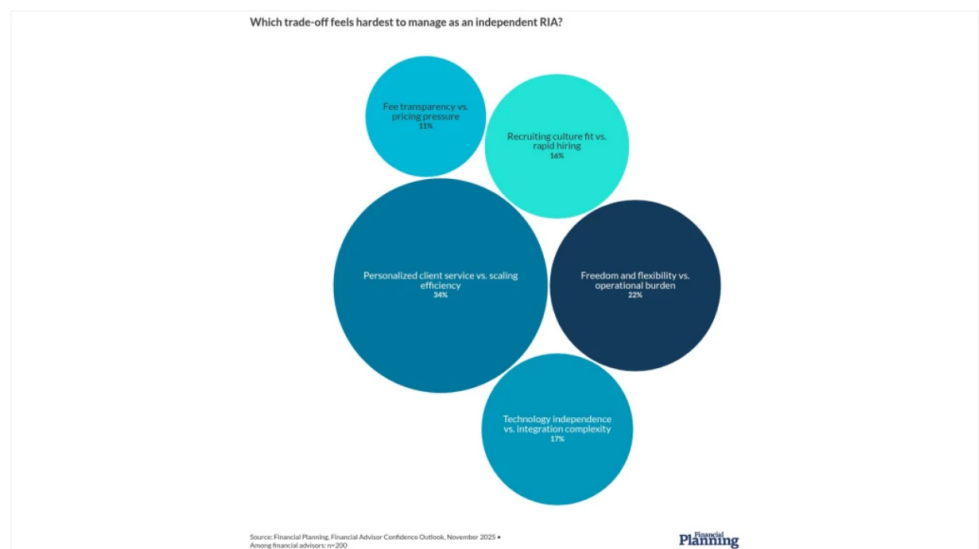 Which trade-off feels hardest to manage as an independent RIA?
Fee transparency vs.
pricing pressure
11%
Recruiting culture fit vs.
rapid hiring
16%
Personalized client service vs. scaling
efficiency
34%
Freedom and flexibility vs.
operational burden
22%
Technology independence
vs. integration complexity
17%
Source: Financial Planning, Financial Advisor Confidence Outlook, November 2025 •
Among financial advisors: n=200
Financial
Planning